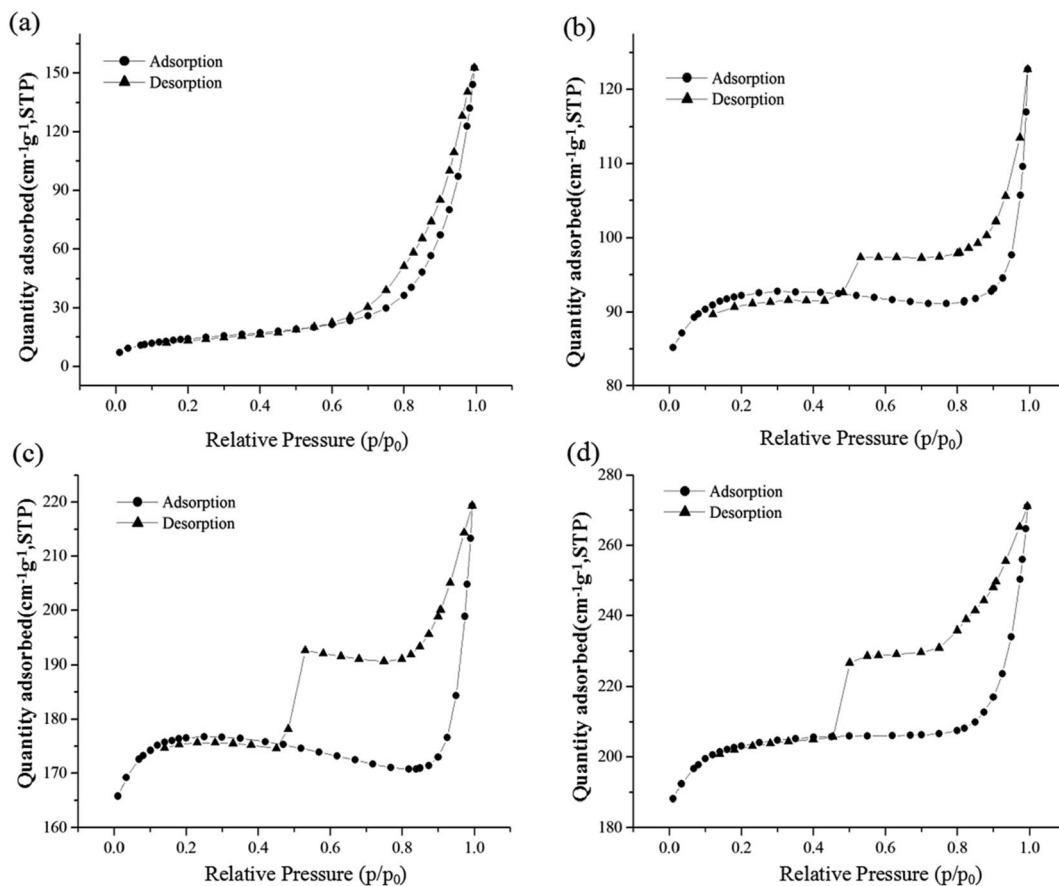 (a)
Quantity adsorbed(cm⁻¹g⁻¹,STP)
150
120
90
60
30
0
Adsorption
Desorption
0.0 0.2 0.4 0.6 0.8 1.0
Relative Pressure (p/p₀)
(b)
Quantity adsorbed(cm⁻¹g⁻¹,STP)
120
110
100
90
80
Adsorption
Desorption
0.0 0.2 0.4 0.6 0.8 1.0
Relative Pressure (p/p₀)
(c)
Quantity adsorbed(cm⁻¹g⁻¹,STP)
220
210
200
190
180
170
160
Adsorption
Desorption
0.0 0.2 0.4 0.6 0.8 1.0
Relative Pressure (p/p₀)
(d)
Quantity adsorbed(cm⁻¹g⁻¹,STP)
280
260
240
220
200
180
Adsorption
Desorption
0.0 0.2 0.4 0.6 0.8 1.0
Relative Pressure (p/p₀)